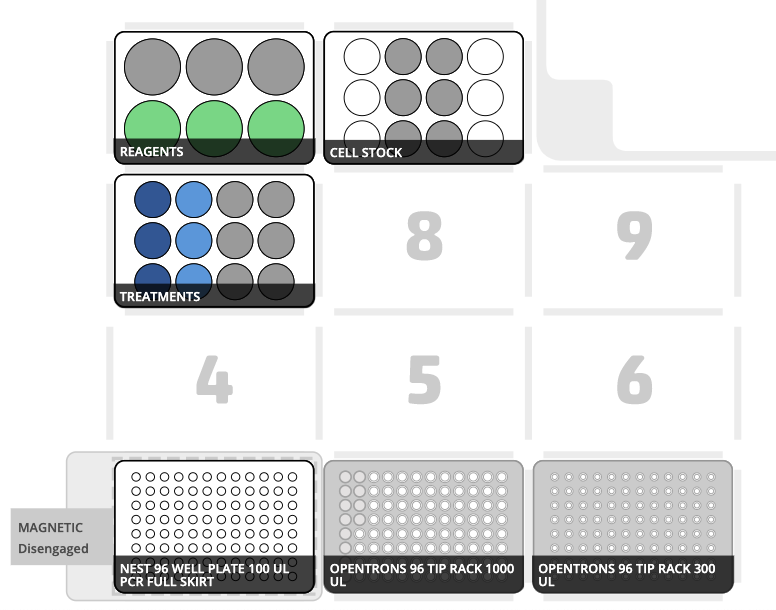 REAGENTS
CELL STOCK
TREATMENTS
8
9
4
5
6
MAGNETIC
Disengaged
NEST 96 WELL PLATE 100 UL
PCR FULL SKIRT
OPENTRONS 96 TIP RACK 1000
UL
OPENTRONS 96 TIP RACK 300
UL